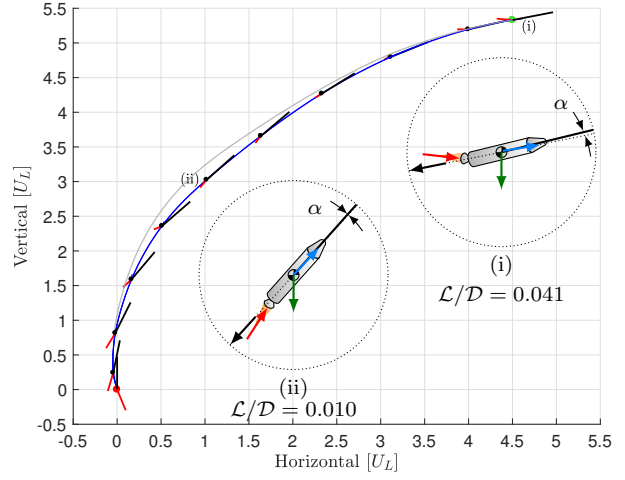 5.5
5
4.5
4
3.5
3
2.5
2
1.5
1
0.5
0
-0.5
Vertical [U_L]
(i)
(ii)
α
(i)
ℒ/𝒟 = 0.041
α
(ii)
ℒ/𝒟 = 0.010
-0.5 0 0.5 1 1.5 2 2.5 3 3.5 4 4.5 5 5.5
Horizontal [U_L]